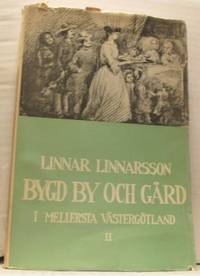 LINNAR LINNARSSON
BYGD BY OCH GÅRD
I MELLERSTA VÄSTERGÖTLAND
II